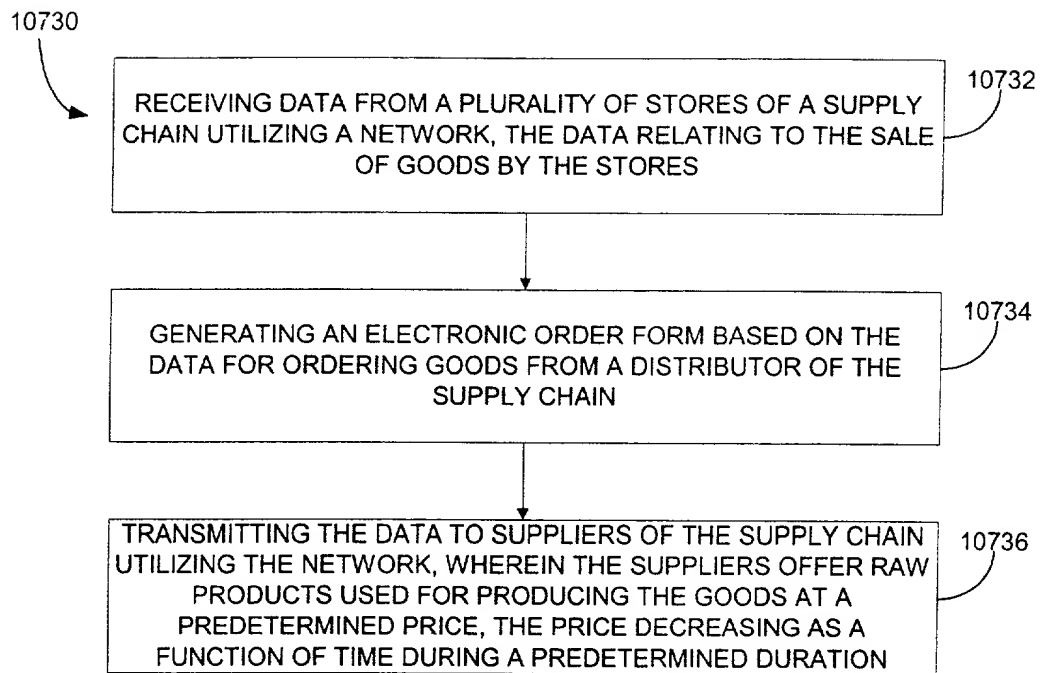 10730
10732
RECEIVING DATA FROM A PLURALITY OF STORES OF A SUPPLY
CHAIN UTILIZING A NETWORK, THE DATA RELATING TO THE SALE
OF GOODS BY THE STORES
10734
GENERATING AN ELECTRONIC ORDER FORM BASED ON THE
DATA FOR ORDERING GOODS FROM A DISTRIBUTOR OF THE
SUPPLY CHAIN
10736
TRANSMITTING THE DATA TO SUPPLIERS OF THE SUPPLY CHAIN
UTILIZING THE NETWORK, WHEREIN THE SUPPLIERS OFFER RAW
PRODUCTS USED FOR PRODUCING THE GOODS AT A
PREDETERMINED PRICE, THE PRICE DECREASING AS A
FUNCTION OF TIME DURING A PREDETERMINED DURATION